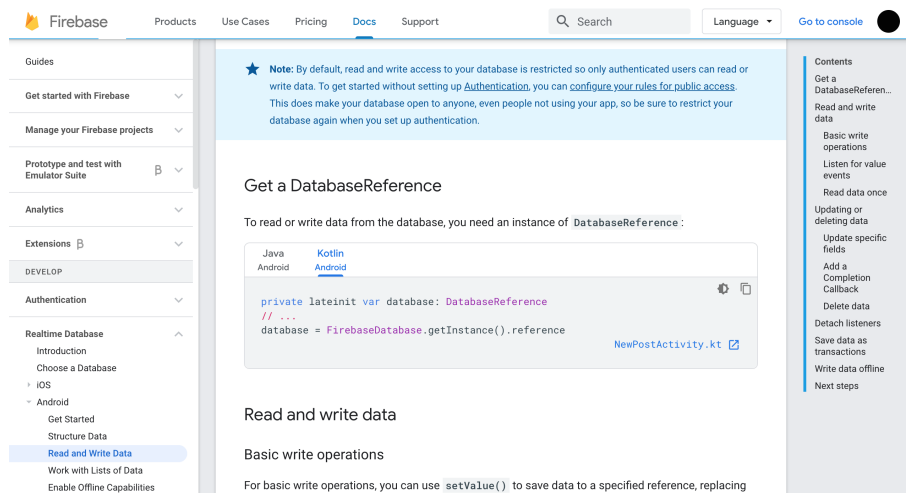 Firebase
Products
Use Cases
Pricing
Docs
Support
Search
Language
Go to console
Guides
Get started with Firebase
Manage your Firebase projects
Prototype and test with
Emulator Suite β
Analytics
Extensions β
DEVELOP
Authentication
Realtime Database
Introduction
Choose a Database
iOS
Android
Get Started
Structure Data
Read and Write Data
Work with Lists of Data
Enable Offline Capabilities
Note: By default, read and write access to your database is restricted so only authenticated users can read or
write data. To get started without setting up Authentication, you can configure your rules for public access.
This does make your database open to anyone, even people not using your app, so be sure to restrict your
database again when you set up authentication.
Get a DatabaseReference
To read or write data from the database, you need an instance of DatabaseReference:
Java
Android
Kotlin
Android
private lateinit var database: DatabaseReference
// ...
database = FirebaseDatabase.getInstance().reference
NewPostActivity.kt
Read and write data
Basic write operations
For basic write operations, you can use setValue() to save data to a specified reference, replacing
Contents
Get a
DatabaseReferen...
Read and write
data
Basic write
operations
Listen for value
events
Read data once
Updating or
deleting data
Update specific
fields
Add a
Completion
Callback
Delete data
Detach listeners
Save data as
transactions
Write data offline
Next steps